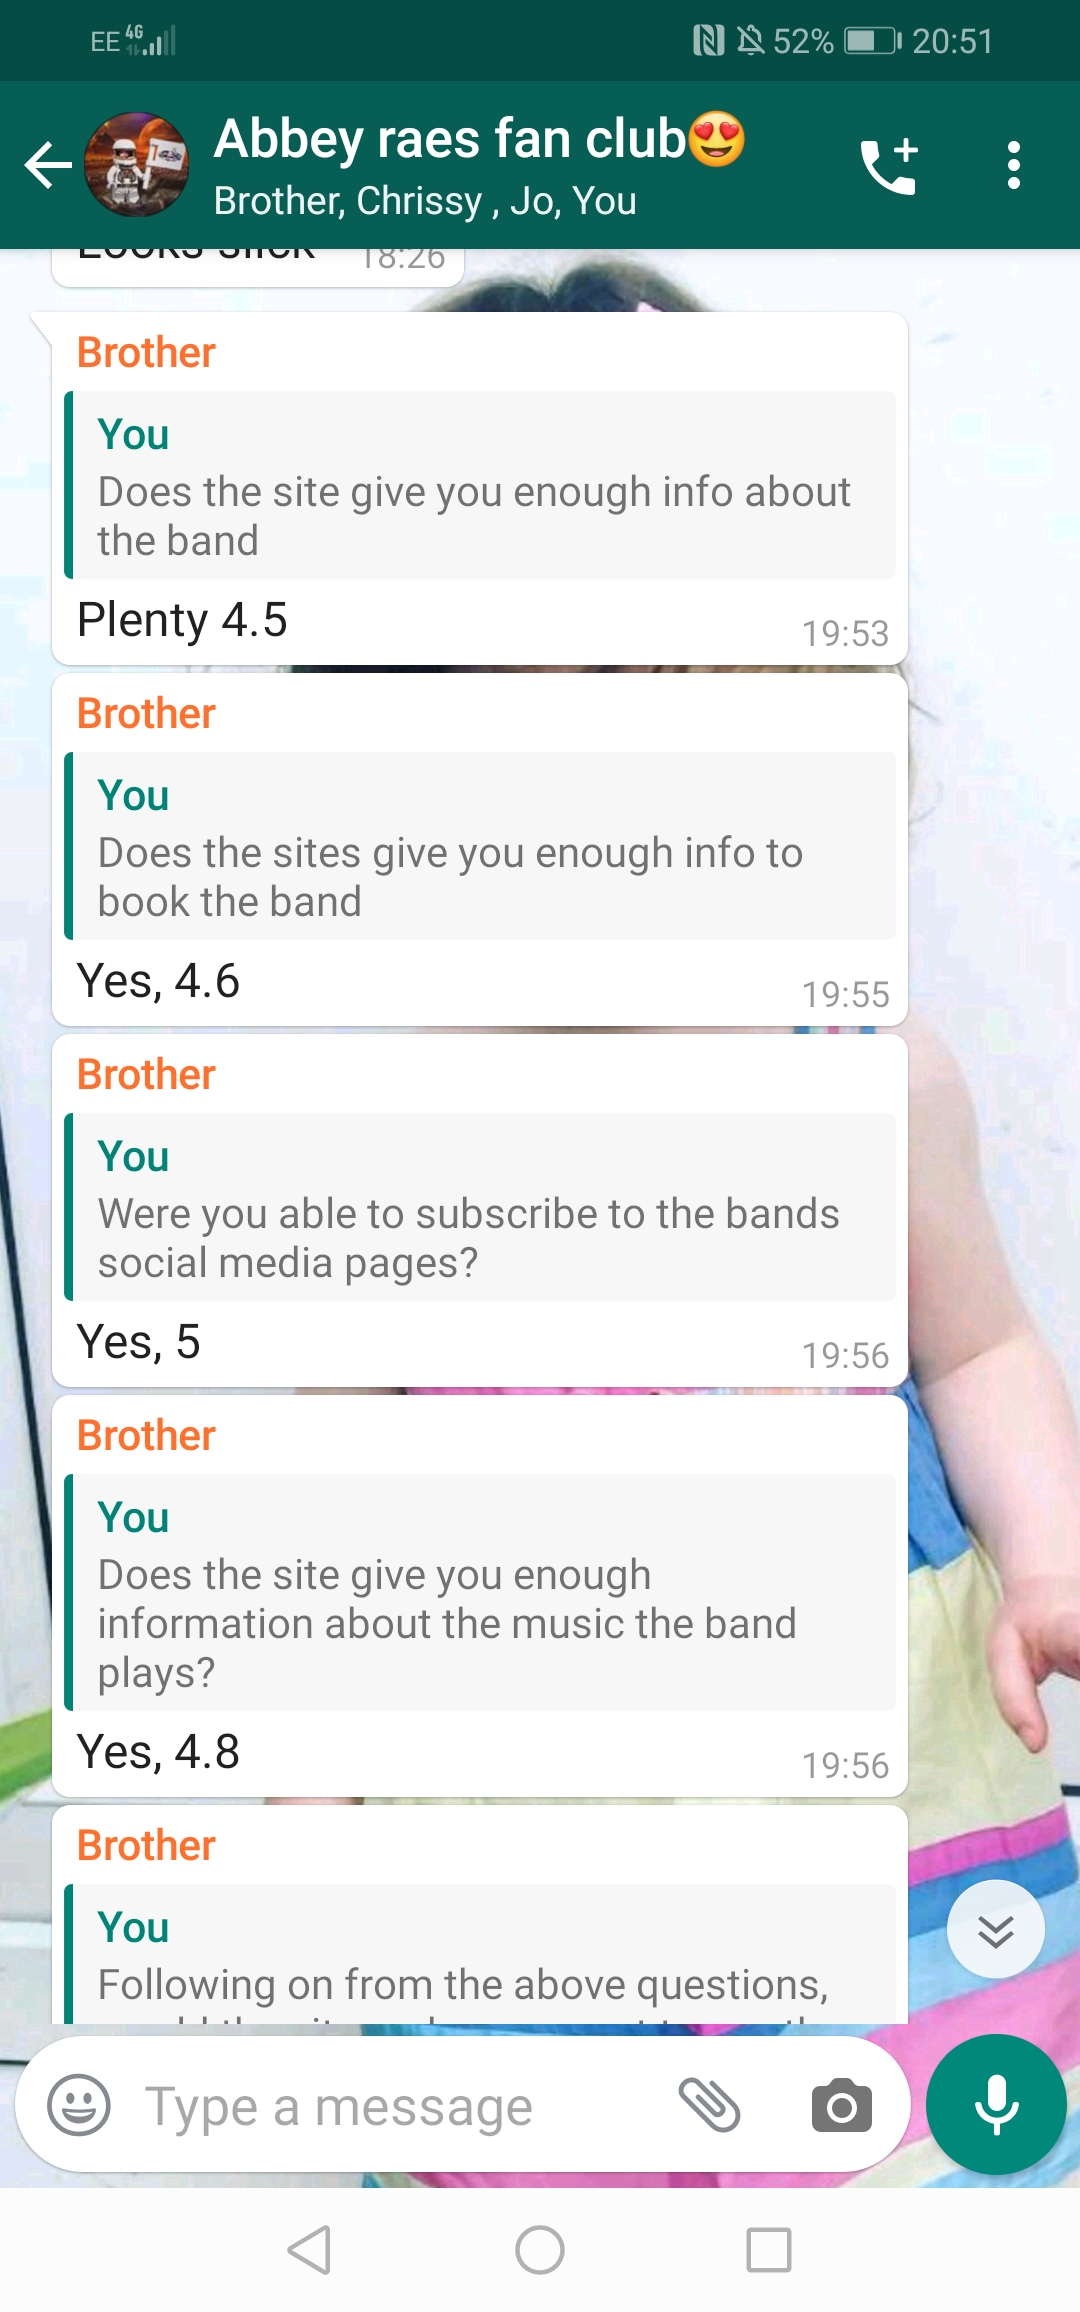 EE 4G 52% 20:51
Abbey raes fan club😍
Brother, Chrissy , Jo, You
Looks slick 18:26
Brother
You
Does the site give you enough info about
the band
Plenty 4.5 19:53
Brother
You
Does the sites give you enough info to
book the band
Yes, 4.6 19:55
Brother
You
Were you able to subscribe to the bands
social media pages?
Yes, 5 19:56
Brother
You
Does the site give you enough
information about the music the band
plays?
Yes, 4.8 19:56
Brother
You
Following on from the above questions,
Type a message